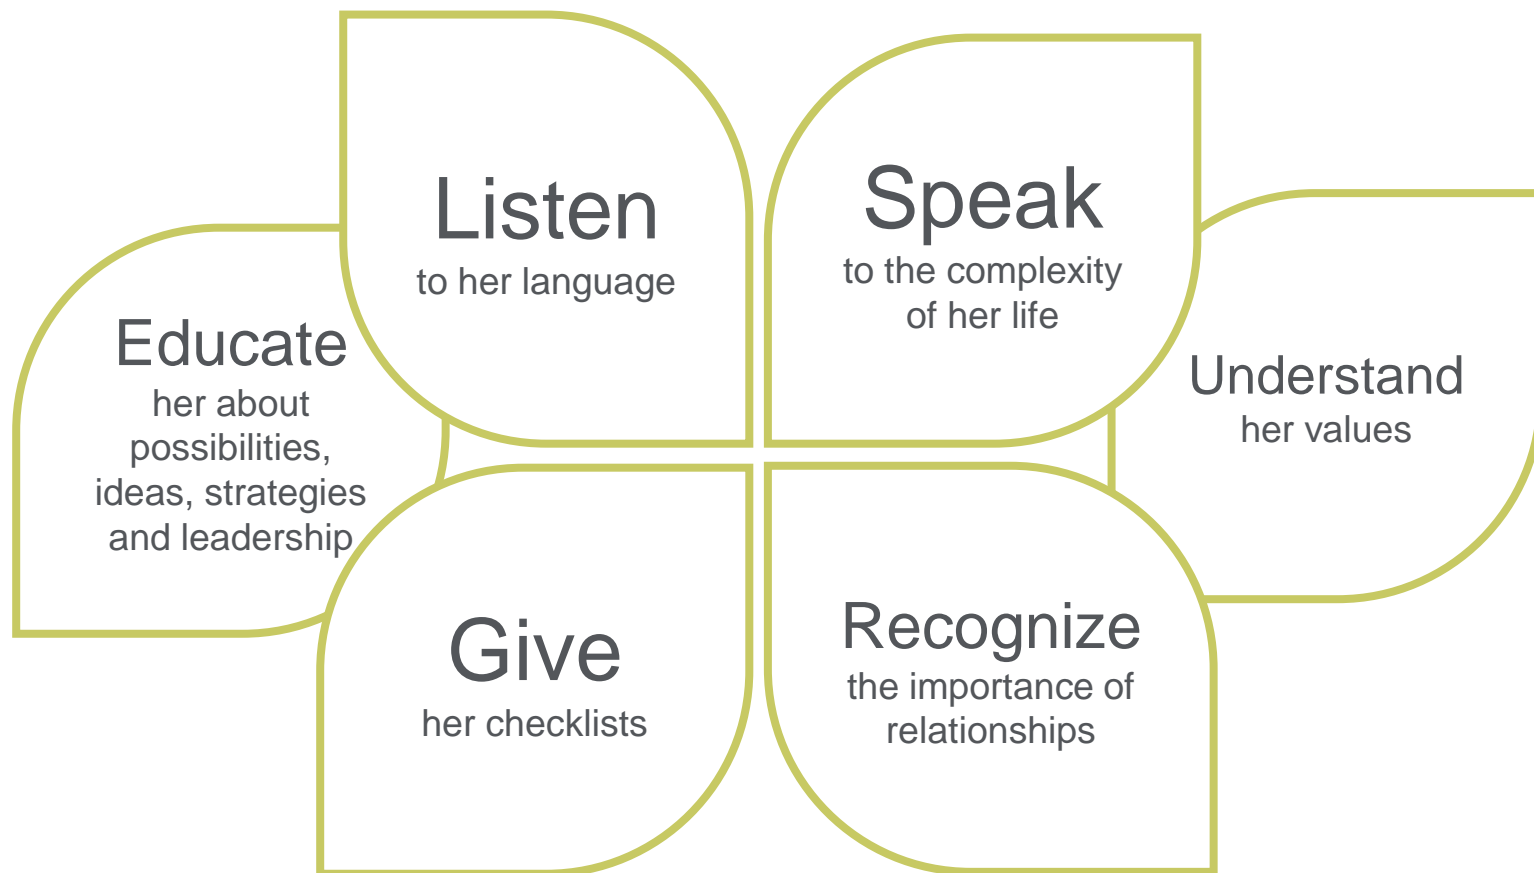 Listen
to her language
Speak
to the complexity
of her life
Educate
her about
possibilities,
ideas, strategies
and leadership
Understand
her values
Give
her checklists
Recognize
the importance of
relationships